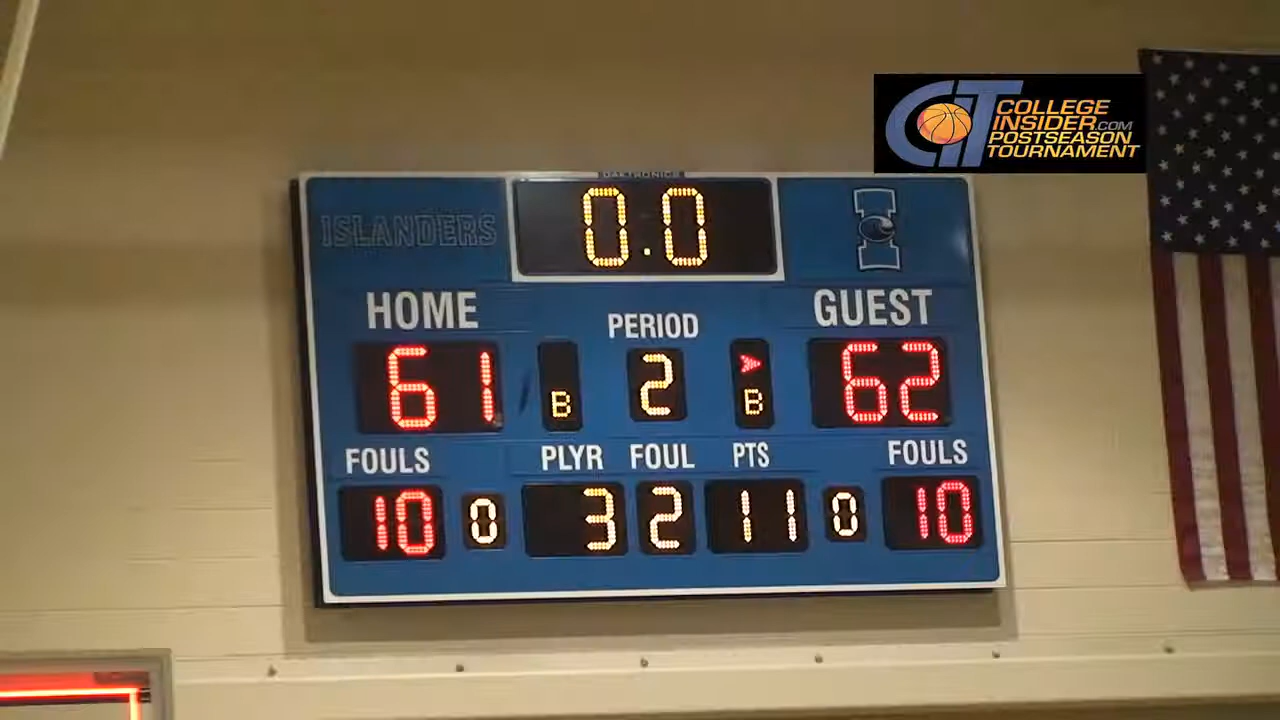 COLLEGE
INSIDER.COM
POSTSEASON
TOURNAMENT
CIT
DAKTRONICS
ISLANDERS
0.0
I
HOME
PERIOD
GUEST
61
B
2
B
62
FOULS
PLYR
FOUL
PTS
FOULS
10
0
3
2
11
0
10